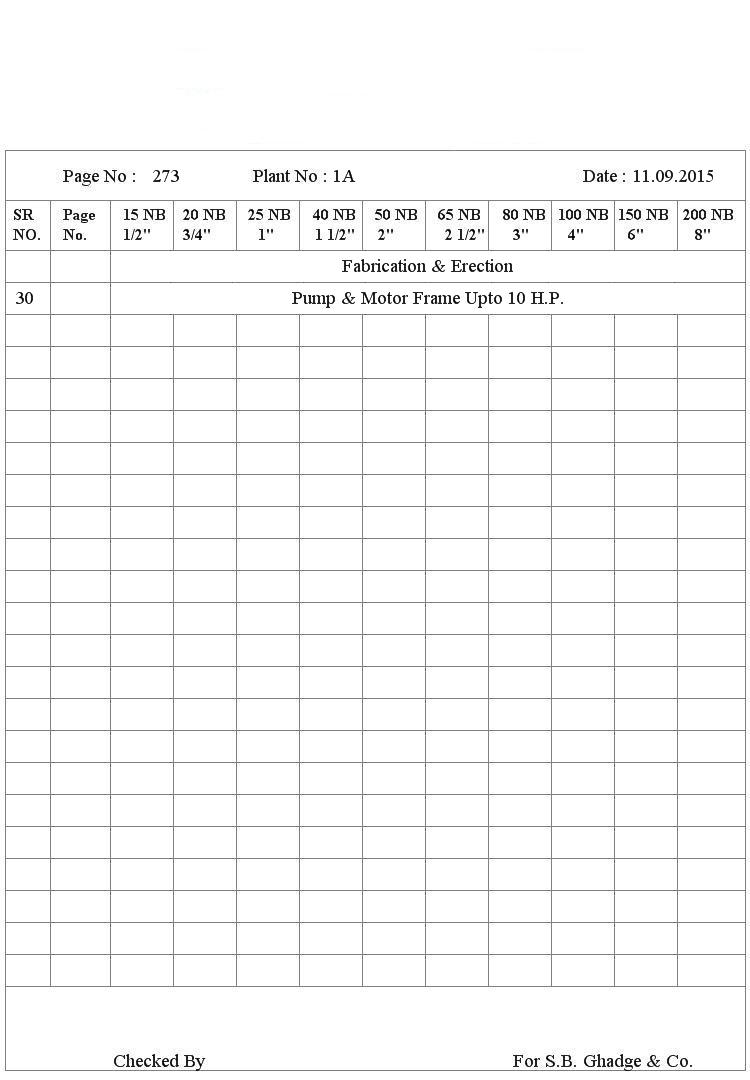 Page No : 273 Plant No : 1A Date : 11.09.2015
SR Page 15 NB 20 NB 25 NB 40 NB 50 NB 65 NB 80 NB 100 NB 150 NB 200 NB
NO. No. 1/2" 3/4" 1" 1 1/2" 2" 2 1/2" 3" 4" 6" 8"
Fabrication & Erection
30 Pump & Motor Frame Upto 10 H.P.
Checked By For S.B. Ghadge & Co.